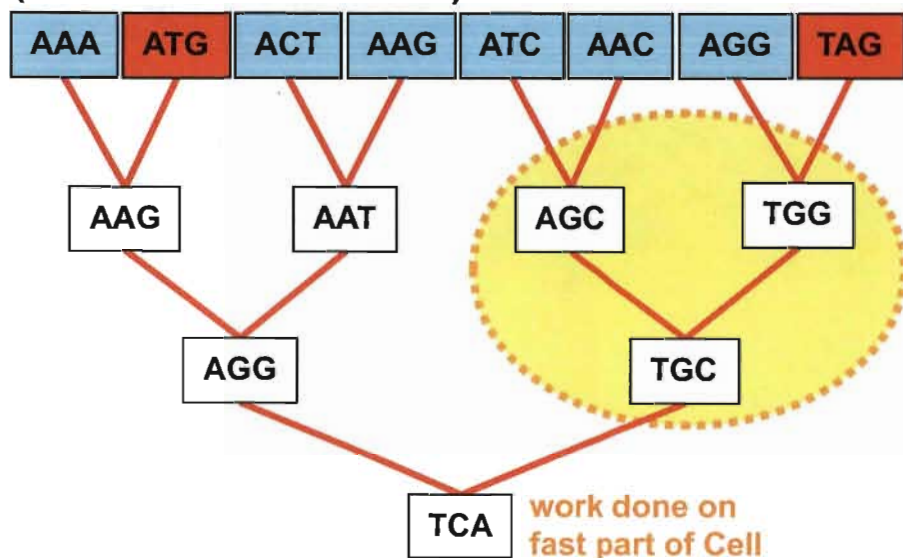 AAA ATG ACT AAG ATC AAC AGG TAG
AAG AAT AGC TGG
AGG TGC
TCA
work done on
fast part of Cell